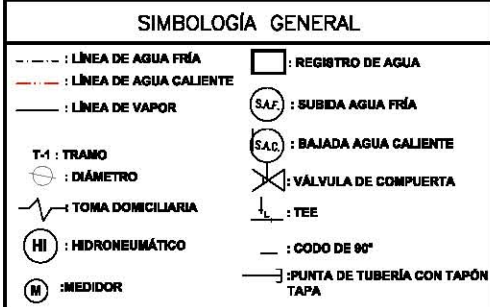 SIMBOLOGÍA GENERAL
: LÍNEA DE AGUA FRÍA
: LÍNEA DE AGUA CALIENTE
: LÍNEA DE VAPOR
T-1 : TRAMO
: DIÁMETRO
: TOMA DOMICILIARIA
HI : HIDRONEUMÁTICO
M :MEDIDOR
: REGISTRO DE AGUA
S.A.F. : SUBIDA AGUA FRÍA
S.A.C. : BAJADA AGUA CALIENTE
: VÁLVULA DE COMPUERTA
: TEE
: CODO DE 90°
:PUNTA DE TUBERÍA CON TAPÓN
TAPA